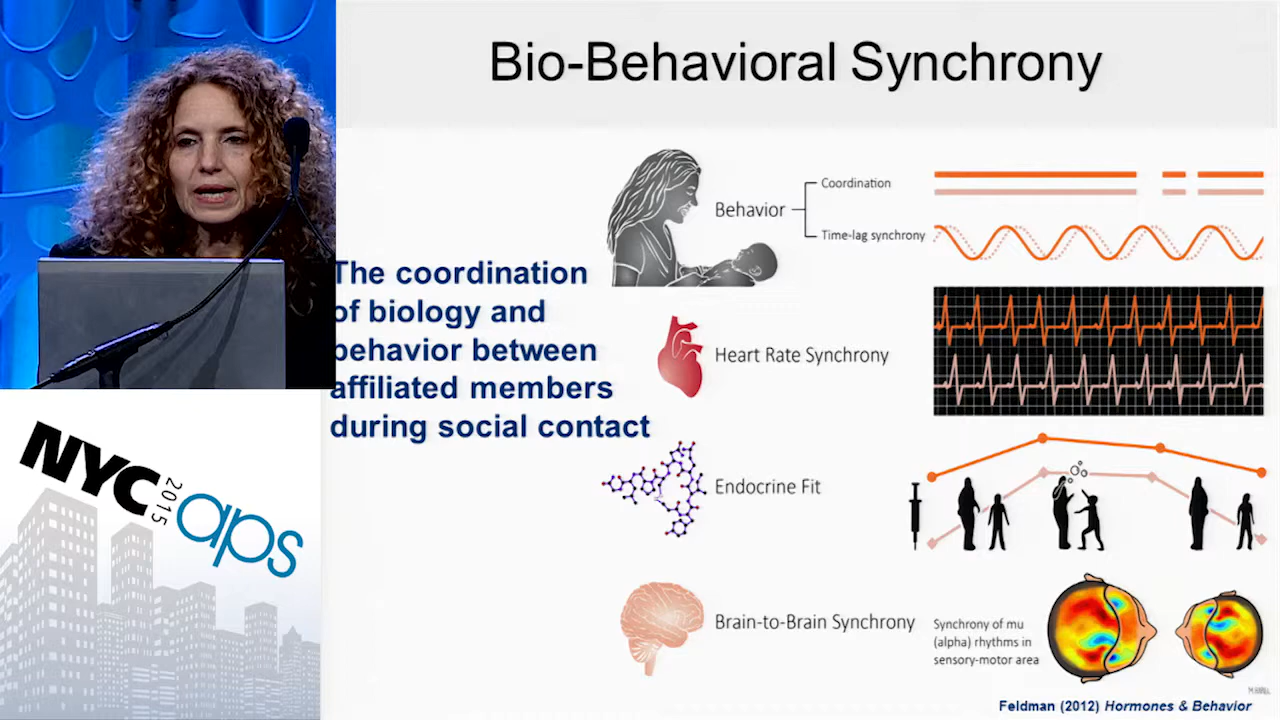 Bio-Behavioral Synchrony
Behavior
Coordination
Time-lag synchrony
The coordination
of biology and
behavior between
affiliated members
during social contact
Heart Rate Synchrony
Endocrine Fit
Brain-to-Brain Synchrony
Synchrony of mu
(alpha) rhythms in
sensory-motor area
Feldman (2012) Hormones & Behavior
NYC
2015
aps